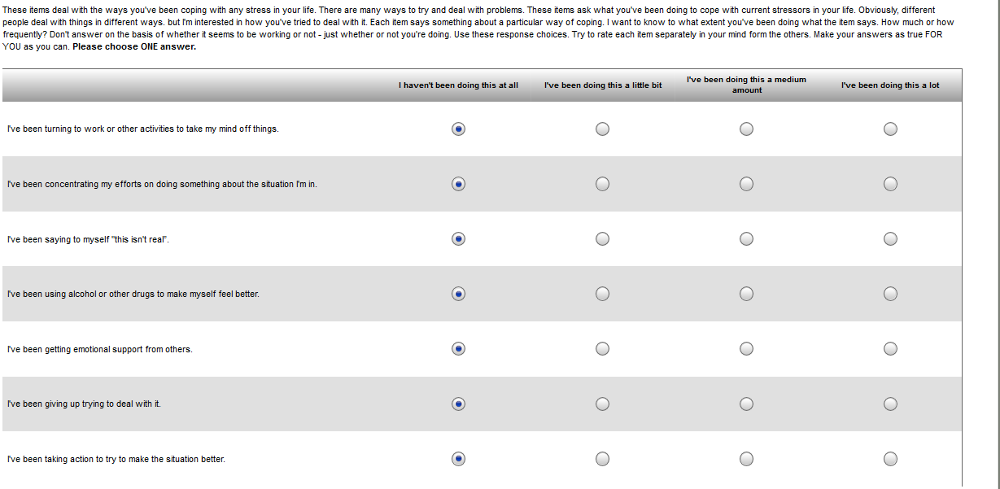 These items deal with the ways you've been coping with any stress in your life. There are many ways to try and deal with problems. These items ask what you've been doing to cope with current stressors in your life. Obviously, different
people deal with things in different ways. but I'm interested in how you've tried to deal with it. Each item says something about a particular way of coping. I want to know to what extent you've been doing what the item says. How much or how
frequently? Don't answer on the basis of whether it seems to be working or not - just whether or not you're doing. Use these response choices. Try to rate each item separately in your mind form the others. Make your answers as true FOR
YOU as you can. Please choose ONE answer.
I haven't been doing this at all
I've been doing this a little bit
I've been doing this a medium
amount
I've been doing this a lot
I've been turning to work or other activities to take my mind off things.
I've been concentrating my efforts on doing something about the situation I'm in.
I've been saying to myself "this isn't real".
I've been using alcohol or other drugs to make myself feel better.
I've been getting emotional support from others.
I've been giving up trying to deal with it.
I've been taking action to try to make the situation better.